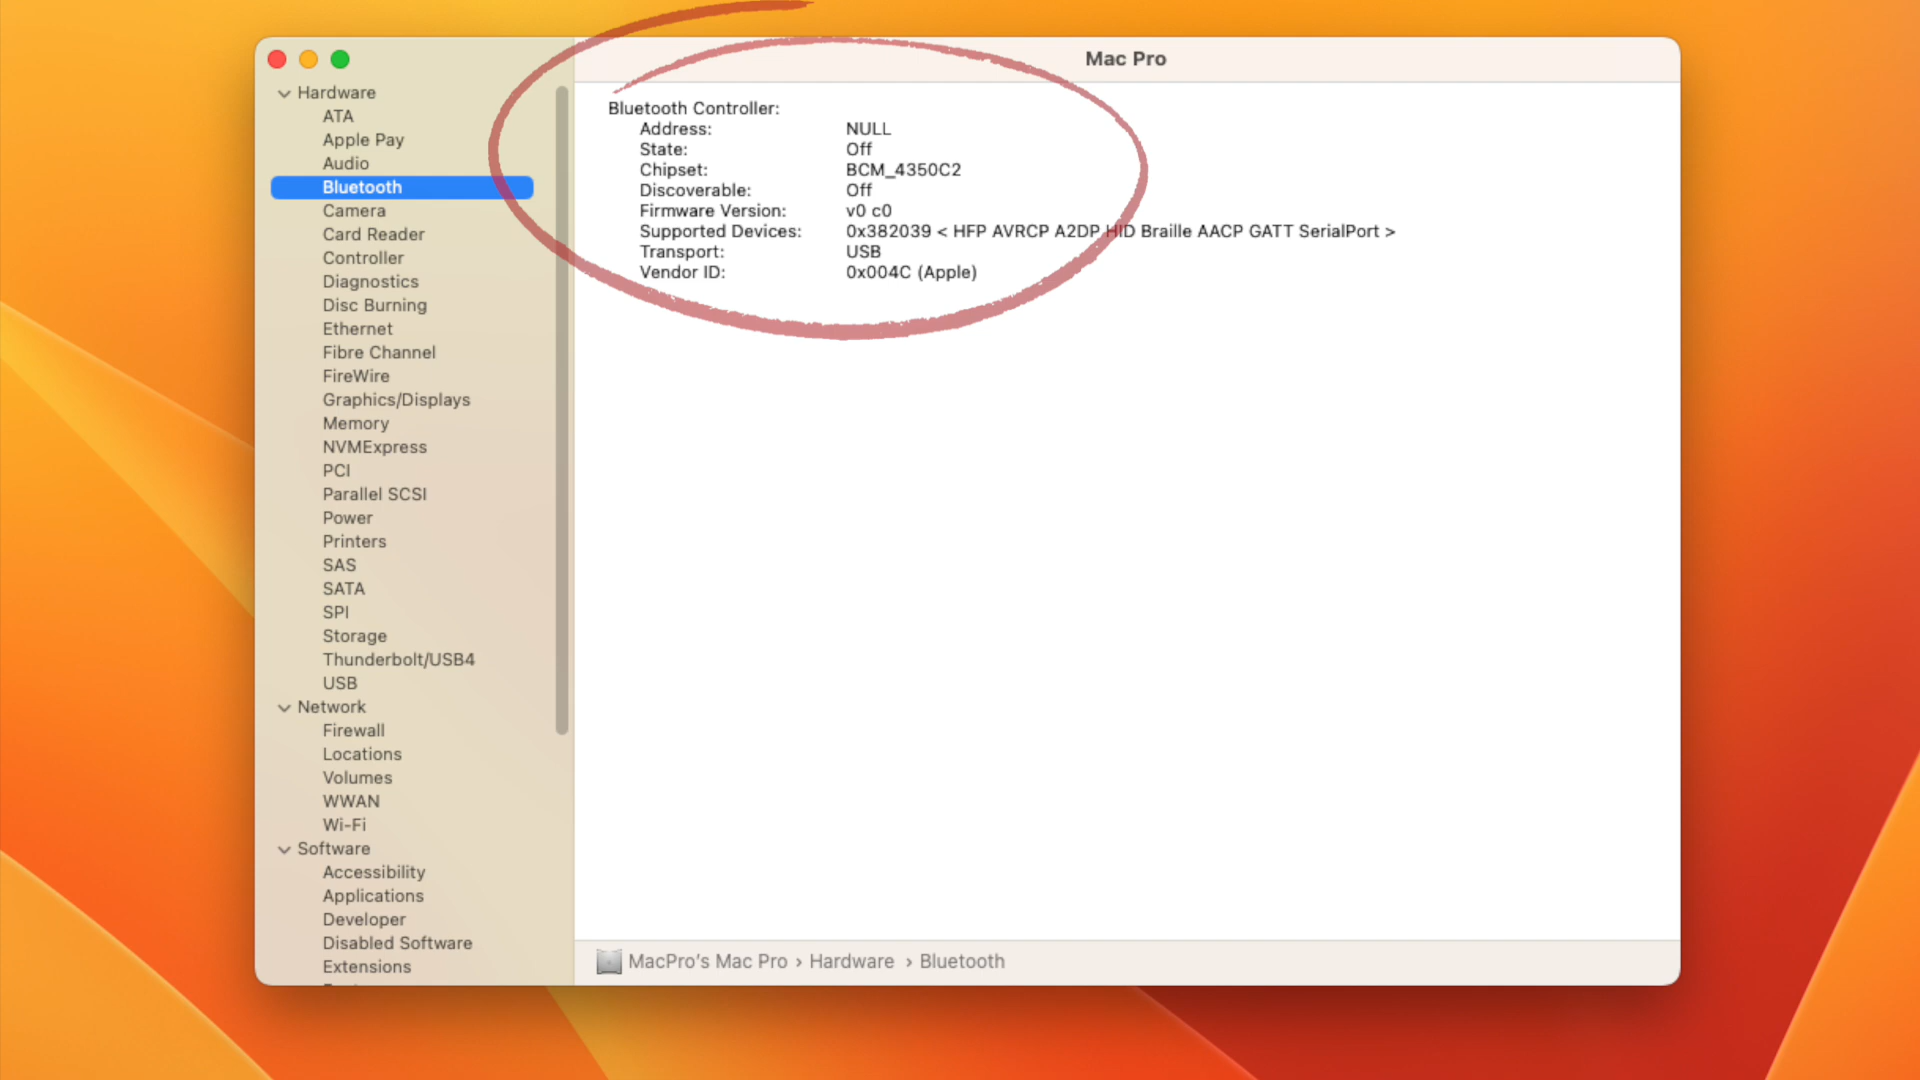 Mac Pro
Hardware
ATA
Apple Pay
Audio
Bluetooth
Camera
Card Reader
Controller
Diagnostics
Disc Burning
Ethernet
Fibre Channel
FireWire
Graphics/Displays
Memory
NVMExpress
PCI
Parallel SCSI
Power
Printers
SAS
SATA
SPI
Storage
Thunderbolt/USB4
USB
Network
Firewall
Locations
Volumes
WWAN
Wi-Fi
Software
Accessibility
Applications
Developer
Disabled Software
Extensions
Bluetooth Controller:
Address: NULL
State: Off
Chipset: BCM_4350C2
Discoverable: Off
Firmware Version: v0 c0
Supported Devices: 0x382039 < HFP AVRCP A2DP HID Braille AACP GATT SerialPort >
Transport: USB
Vendor ID: 0x004C (Apple)
MacPro's Mac Pro › Hardware › Bluetooth